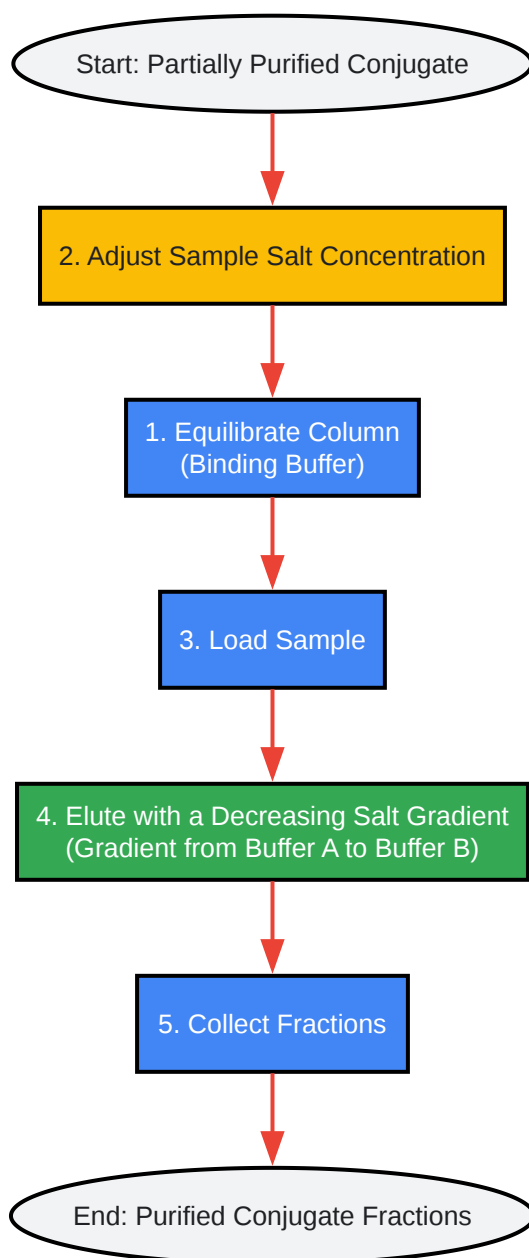 Start: Partially Purified Conjugate
2. Adjust Sample Salt Concentration
1. Equilibrate Column
(Binding Buffer)
3. Load Sample
4. Elute with a Decreasing Salt Gradient
(Gradient from Buffer A to Buffer B)
5. Collect Fractions
End: Purified Conjugate Fractions